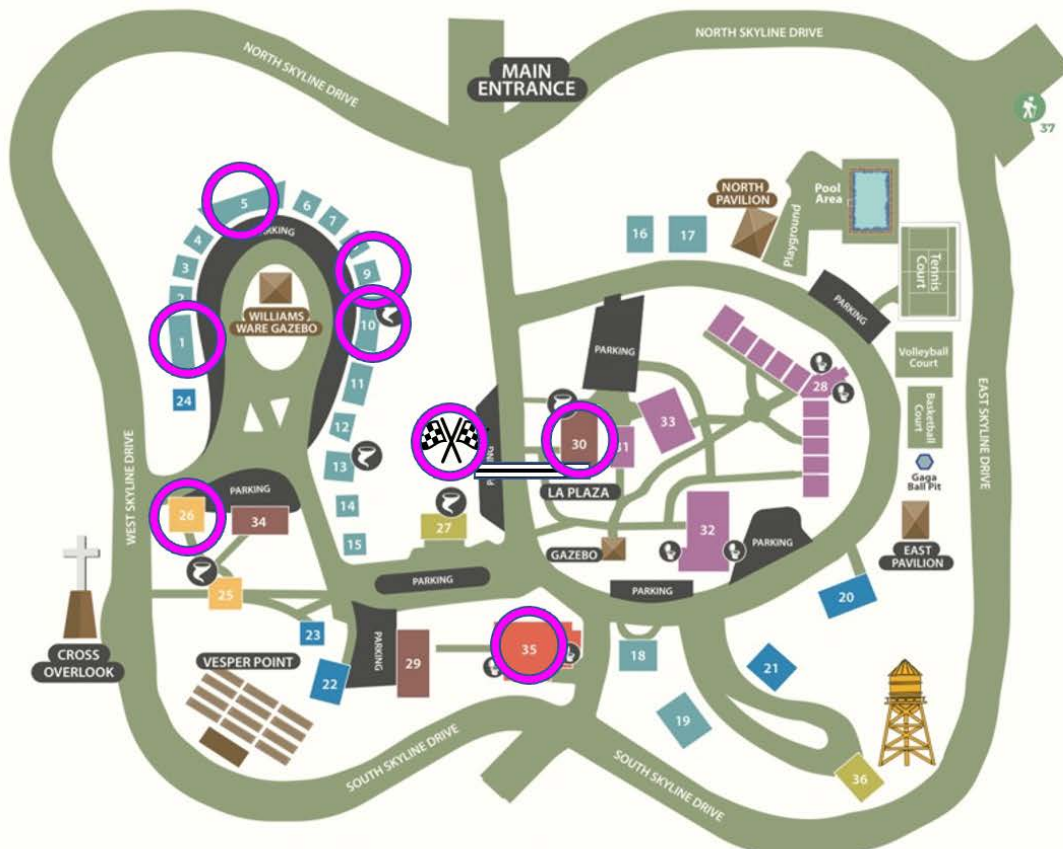 NORTH SKYLINE DRIVE
NORTH SKYLINE DRIVE
MAIN
ENTRANCE
37
5
6
7
4
PARKING
3
9
2
WILLIAMS
WARE GAZEBO
10
1
11
24
12
13
14
15
16
17
NORTH
PAVILION
Playground
Pool
Area
Tennis
Court
PARKING
Volleyball
Court
Basketball
Court
Gaga
Ball Pit
EAST
PAVILION
EAST SKYLINE DRIVE
PARKING
28
33
30
31
LA PLAZA
32
GAZEBO
PARKING
PARKING
27
WEST SKYLINE DRIVE
PARKING
26
34
25
23
PARKING
PARKING
CROSS
OVERLOOK
VESPER POINT
22
29
35
18
20
21
19
36
SOUTH SKYLINE DRIVE
SOUTH SKYLINE DRIVE